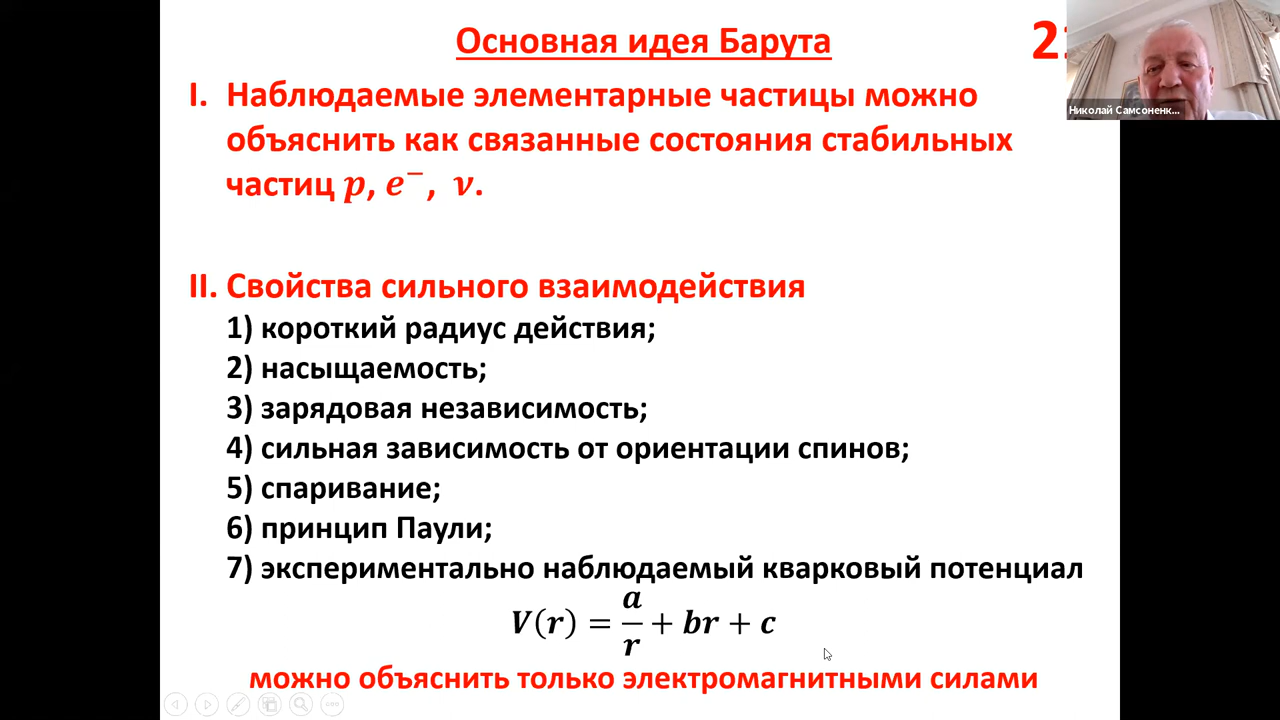 Основная идея Барута
2
Николай Самсоненк...
I. Наблюдаемые элементарные частицы можно
объяснить как связанные состояния стабильных
частиц p, e⁻, ν.
II. Свойства сильного взаимодействия
1) короткий радиус действия;
2) насыщаемость;
3) зарядовая независимость;
4) сильная зависимость от ориентации спинов;
5) спаривание;
6) принцип Паули;
7) экспериментально наблюдаемый кварковый потенциал
V(r) = a/r + br + c
можно объяснить только электромагнитными силами